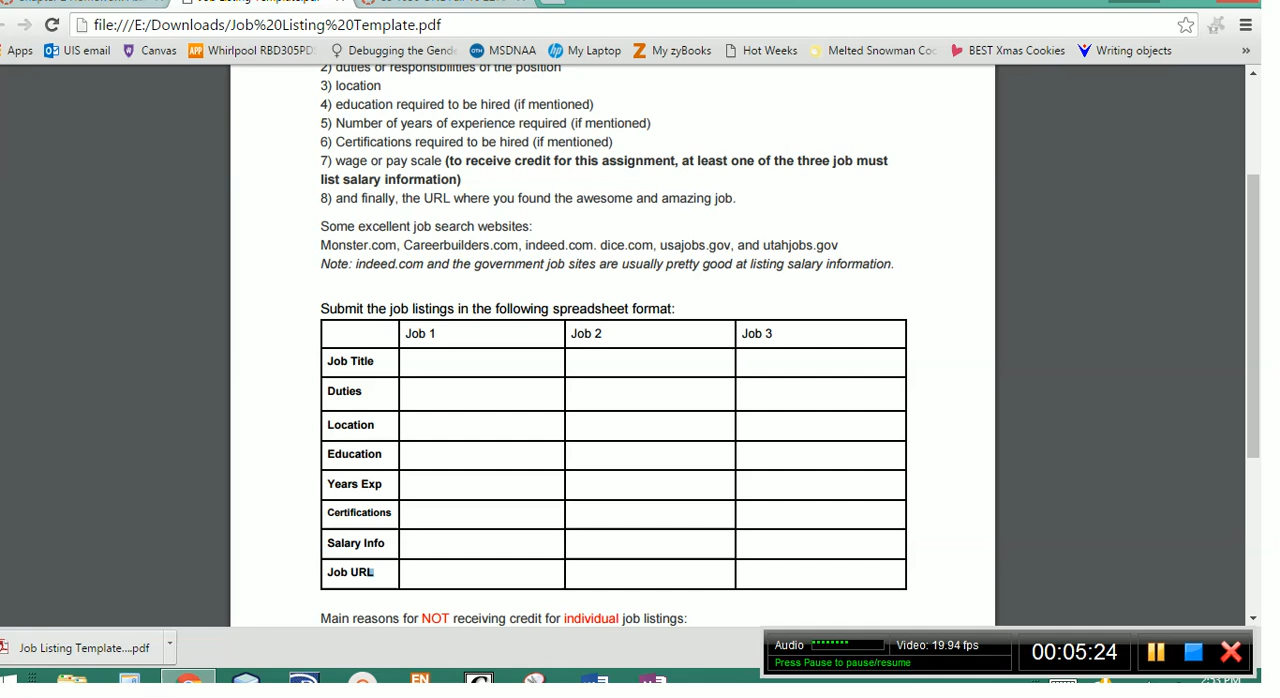 file:///E:/Downloads/Job%20Listing%20Template.pdf
Apps UIS email Canvas Whirlpool RBD305PD Debugging the Gende MSDNAA My Laptop My zyBooks Hot Weeks Melted Snowman Coo BEST Xmas Cookies Writing objects »
2) duties or responsibilities of the position
3) location
4) education required to be hired (if mentioned)
5) Number of years of experience required (if mentioned)
6) Certifications required to be hired (if mentioned)
7) wage or pay scale (to receive credit for this assignment, at least one of the three job must
list salary information)
8) and finally, the URL where you found the awesome and amazing job.
Some excellent job search websites:
Monster.com, Careerbuilders.com, indeed.com. dice.com, usajobs.gov, and utahjobs.gov
Note: indeed.com and the government job sites are usually pretty good at listing salary information.
Submit the job listings in the following spreadsheet format:
Job 1 Job 2 Job 3
Job Title
Duties
Location
Education
Years Exp
Certifications
Salary Info
Job URL
Main reasons for NOT receiving credit for individual job listings:
Job Listing Template....pdf
Audio Video: 19.94 fps
Press Pause to pause/resume
00:05:24
EN
2:53 PM